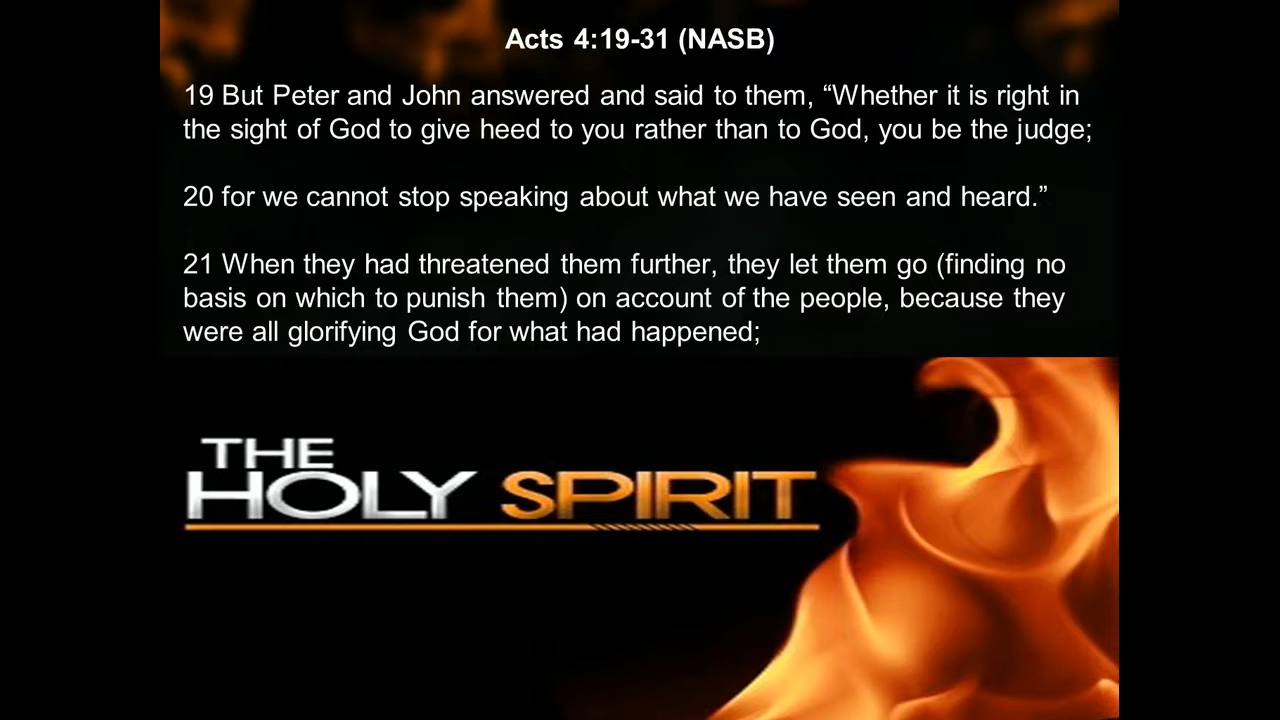 Acts 4:19-31 (NASB)
19 But Peter and John answered and said to them, “Whether it is right in
the sight of God to give heed to you rather than to God, you be the judge;
20 for we cannot stop speaking about what we have seen and heard.”
21 When they had threatened them further, they let them go (finding no
basis on which to punish them) on account of the people, because they
were all glorifying God for what had happened;
THE
HOLY SPIRIT